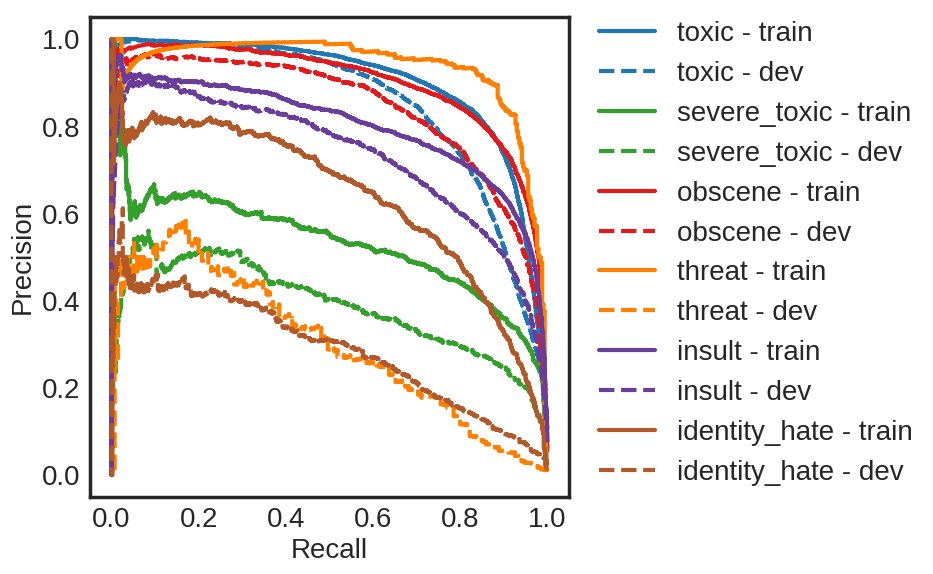 1.0
0.8
0.6
0.4
0.2
0.0
Precision
0.0 0.2 0.4 0.6 0.8 1.0
Recall
toxic - train
toxic - dev
severe_toxic - train
severe_toxic - dev
obscene - train
obscene - dev
threat - train
threat - dev
insult - train
insult - dev
identity_hate - train
identity_hate - dev